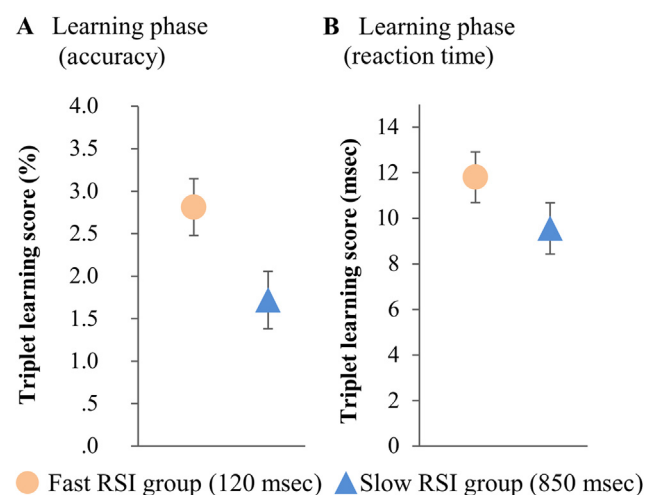 A Learning phase
(accuracy)
Triplet learning score (%)
4.0
3.5
3.0
2.5
2.0
1.5
1.0
.5
.0
B Learning phase
(reaction time)
Triplet learning score (msec)
14
12
10
8
6
4
2
0
Fast RSI group (120 msec)
Slow RSI group (850 msec)